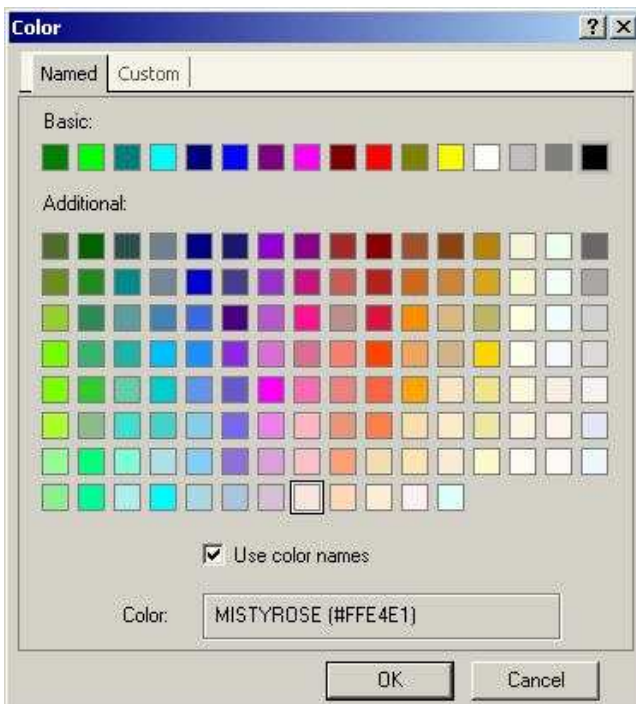 Color
Named Custom
Basic:
Additional:
Use color names
Color: MISTYROSE (#FFE4E1)
OK Cancel